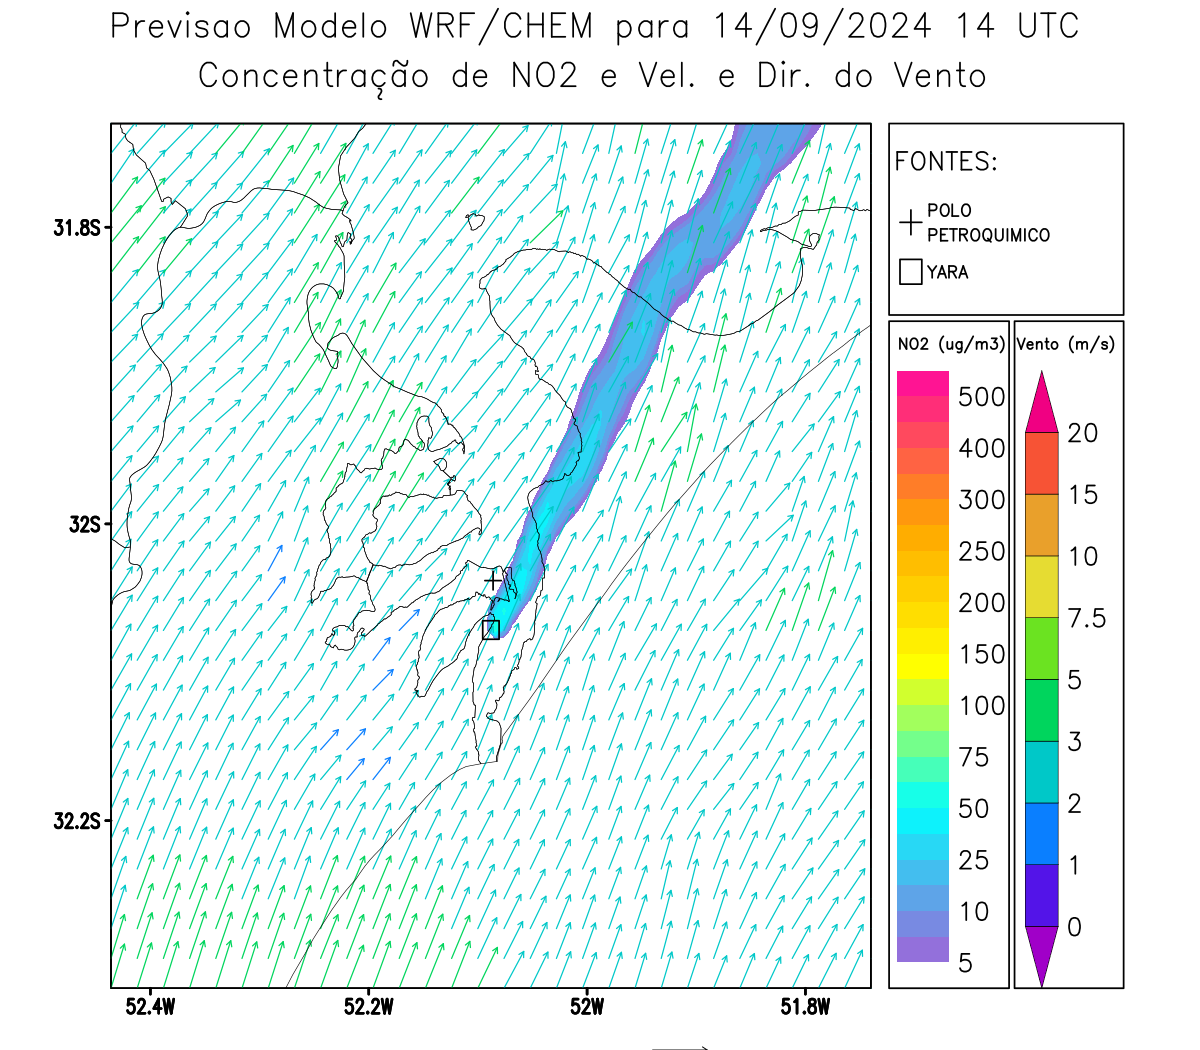 Previsao Modelo WRF/CHEM para 14/09/2024 14 UTC
Concentração de NO2 e Vel. e Dir. do Vento
FONTES:
POLO
PETROQUIMICO
YARA
NO2 (ug/m3)
500
400
300
250
200
150
100
75
50
25
10
5
Vento (m/s)
20
15
10
7.5
5
3
2
1
0
31.8S
32S
32.2S
52.4W 52.2W 52W 51.8W